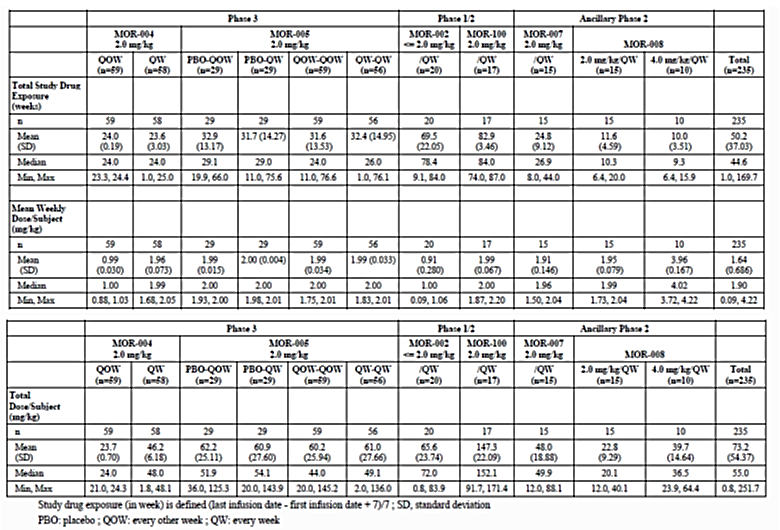 Phase 3 Phase 1/2 Ancillary Phase 2
MOR-004 MOR-005 MOR-002 MOR-100 MOR-007 MOR-008
2.0 mg/kg 2.0 mg/kg <= 2.0 mg/kg 2.0 mg/kg 2.0 mg/kg
QOW QW PBO-QOW PBO-QW QOW-QOW QW-QW /QW /QW /QW 2.0 mg/kg/QW 4.0 mg/kg/QW Total
(n=59) (n=58) (n=29) (n=29) (n=59) (n=56) (n=20) (n=17) (n=15) (n=15) (n=10) (n=235)
Total Study Drug
Exposure
(weeks)
n 59 58 29 29 59 56 20 17 15 15 10 235
Mean 24.0 23.6 32.9 31.7 (14.27) 31.6 32.4 (14.95) 69.5 82.9 24.8 11.6 10.0 50.2
(SD) (0.19) (3.03) (13.17) (13.53) (22.05) (3.46) (9.12) (4.59) (3.51) (37.03)
Median 24.0 24.0 29.1 29.0 24.0 26.0 78.4 84.0 26.9 10.3 9.3 44.6
Min, Max 23.3, 24.4 1.0, 25.0 19.9, 66.0 11.0, 75.6 11.0, 76.6 1.0, 76.1 9.1, 84.0 74.0, 87.0 8.0, 44.0 6.4, 20.0 6.4, 15.9 1.0, 169.7
Mean Weekly
Dose/Subject
(mg/kg)
n 59 58 29 29 59 56 20 17 15 15 10 235
Mean 0.99 1.96 1.99 2.00 (0.004) 1.99 1.99 (0.033) 0.91 1.99 1.91 1.95 3.96 1.64
(SD) (0.030) (0.073) (0.015) (0.034) (0.280) (0.067) (0.146) (0.079) (0.167) (0.686)
Median 1.00 1.99 2.00 2.00 2.00 2.00 1.00 2.00 1.96 1.99 4.02 1.90
Min, Max 0.88, 1.03 1.68, 2.05 1.93, 2.00 1.98, 2.01 1.75, 2.01 1.83, 2.01 0.09, 1.06 1.87, 2.20 1.50, 2.04 1.73, 2.04 3.72, 4.22 0.09, 4.22
Phase 3 Phase 1/2 Ancillary Phase 2
MOR-004 MOR-005 MOR-002 MOR-100 MOR-007 MOR-008
2.0 mg/kg 2.0 mg/kg <= 2.0 mg/kg 2.0 mg/kg 2.0 mg/kg
QOW QW PBO-QOW PBO-QW QOW-QOW QW-QW /QW /QW /QW 2.0 mg/kg/QW 4.0 mg/kg/QW Total
(n=59) (n=58) (n=29) (n=29) (n=59) (n=56) (n=20) (n=17) (n=15) (n=15) (n=10) (n=235)
Total
Dose/Subject
(mg/kg)
n 59 58 29 29 59 56 20 17 15 15 10 235
Mean 23.7 46.2 62.2 60.9 60.2 61.0 65.6 147.3 48.0 22.8 39.7 73.2
(SD) (0.70) (6.18) (25.11) (27.60) (25.94) (27.66) (23.74) (22.09) (18.88) (9.29) (14.64) (54.37)
Median 24.0 48.0 51.9 54.1 44.0 49.1 72.0 152.1 49.9 20.1 36.5 55.0
Min, Max 21.0, 24.3 1.8, 48.1 36.0, 125.3 20.0, 143.9 20.0, 145.2 2.0, 136.0 0.8, 83.9 91.7, 171.4 12.0, 88.1 12.0, 40.1 23.9, 64.4 0.8, 251.7
Study drug exposure (in week) is defined (last infusion date - first infusion date + 7)/7 ; SD, standard deviation
PBO: placebo ; QOW: every other week ; QW: every week